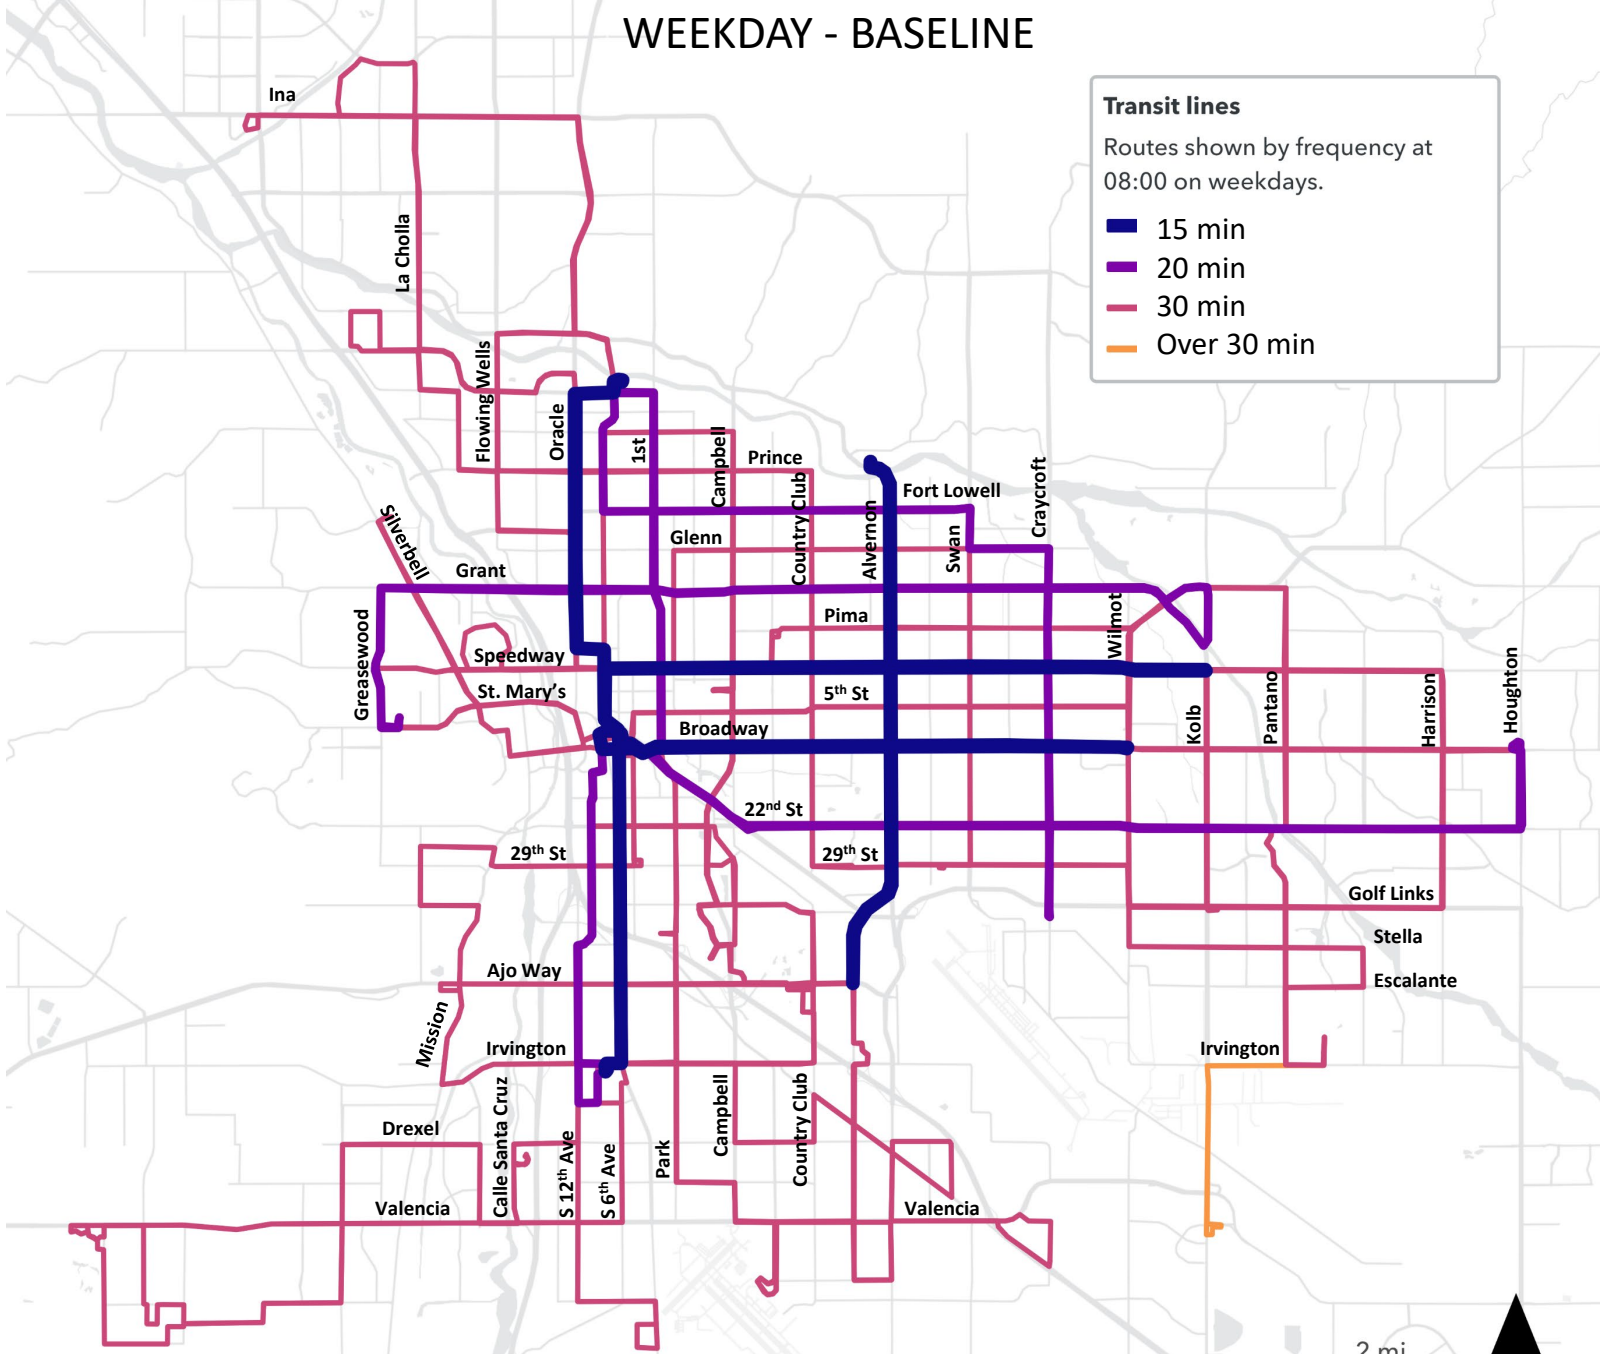 WEEKDAY - BASELINE
Transit lines
Routes shown by frequency at
08:00 on weekdays.
15 min
20 min
30 min
Over 30 min
Ina
La Cholla
Flowing Wells
Oracle
1st
Campbell
Prince
Country Club
Alvernon
Fort Lowell
Swan
Craycroft
Silverbell
Glenn
Grant
Greasewood
Pima
Wilmot
Speedway
St. Mary's
5th St
Broadway
Kolb
Pantano
Harrison
Houghton
22nd St
29th St
29th St
Golf Links
Stella
Escalante
Ajo Way
Mission
Irvington
Irvington
Calle Santa Cruz
Drexel
S 12th Ave
S 6th Ave
Park
Campbell
Country Club
Valencia
Valencia
2 mi